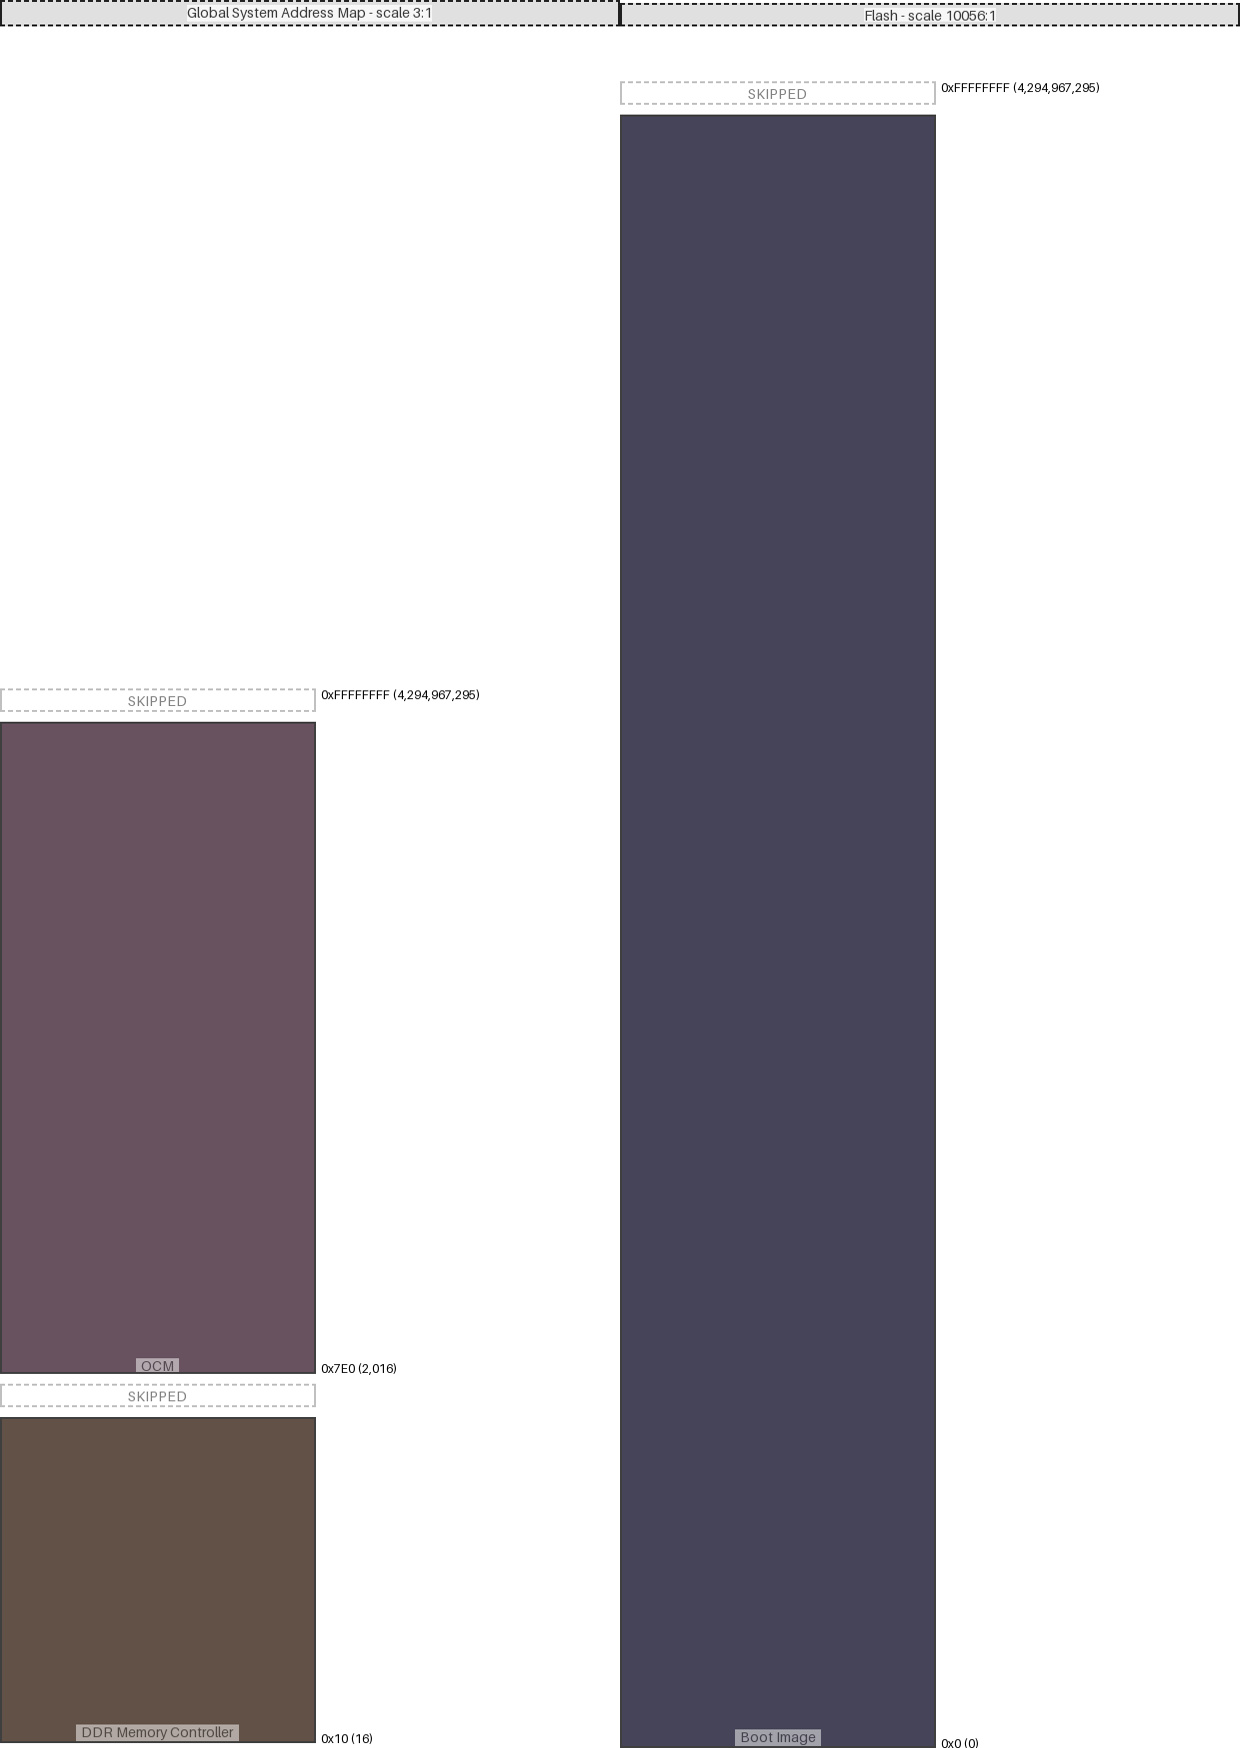 Global System Address Map - scale 3:1
Flash - scale 10056:1
SKIPPED
0xFFFFFFFF (4,294,967,295)
SKIPPED
0xFFFFFFFF (4,294,967,295)
OCM
0x7E0 (2,016)
SKIPPED
DDR Memory Controller
0x10 (16)
Boot Image
0x0 (0)